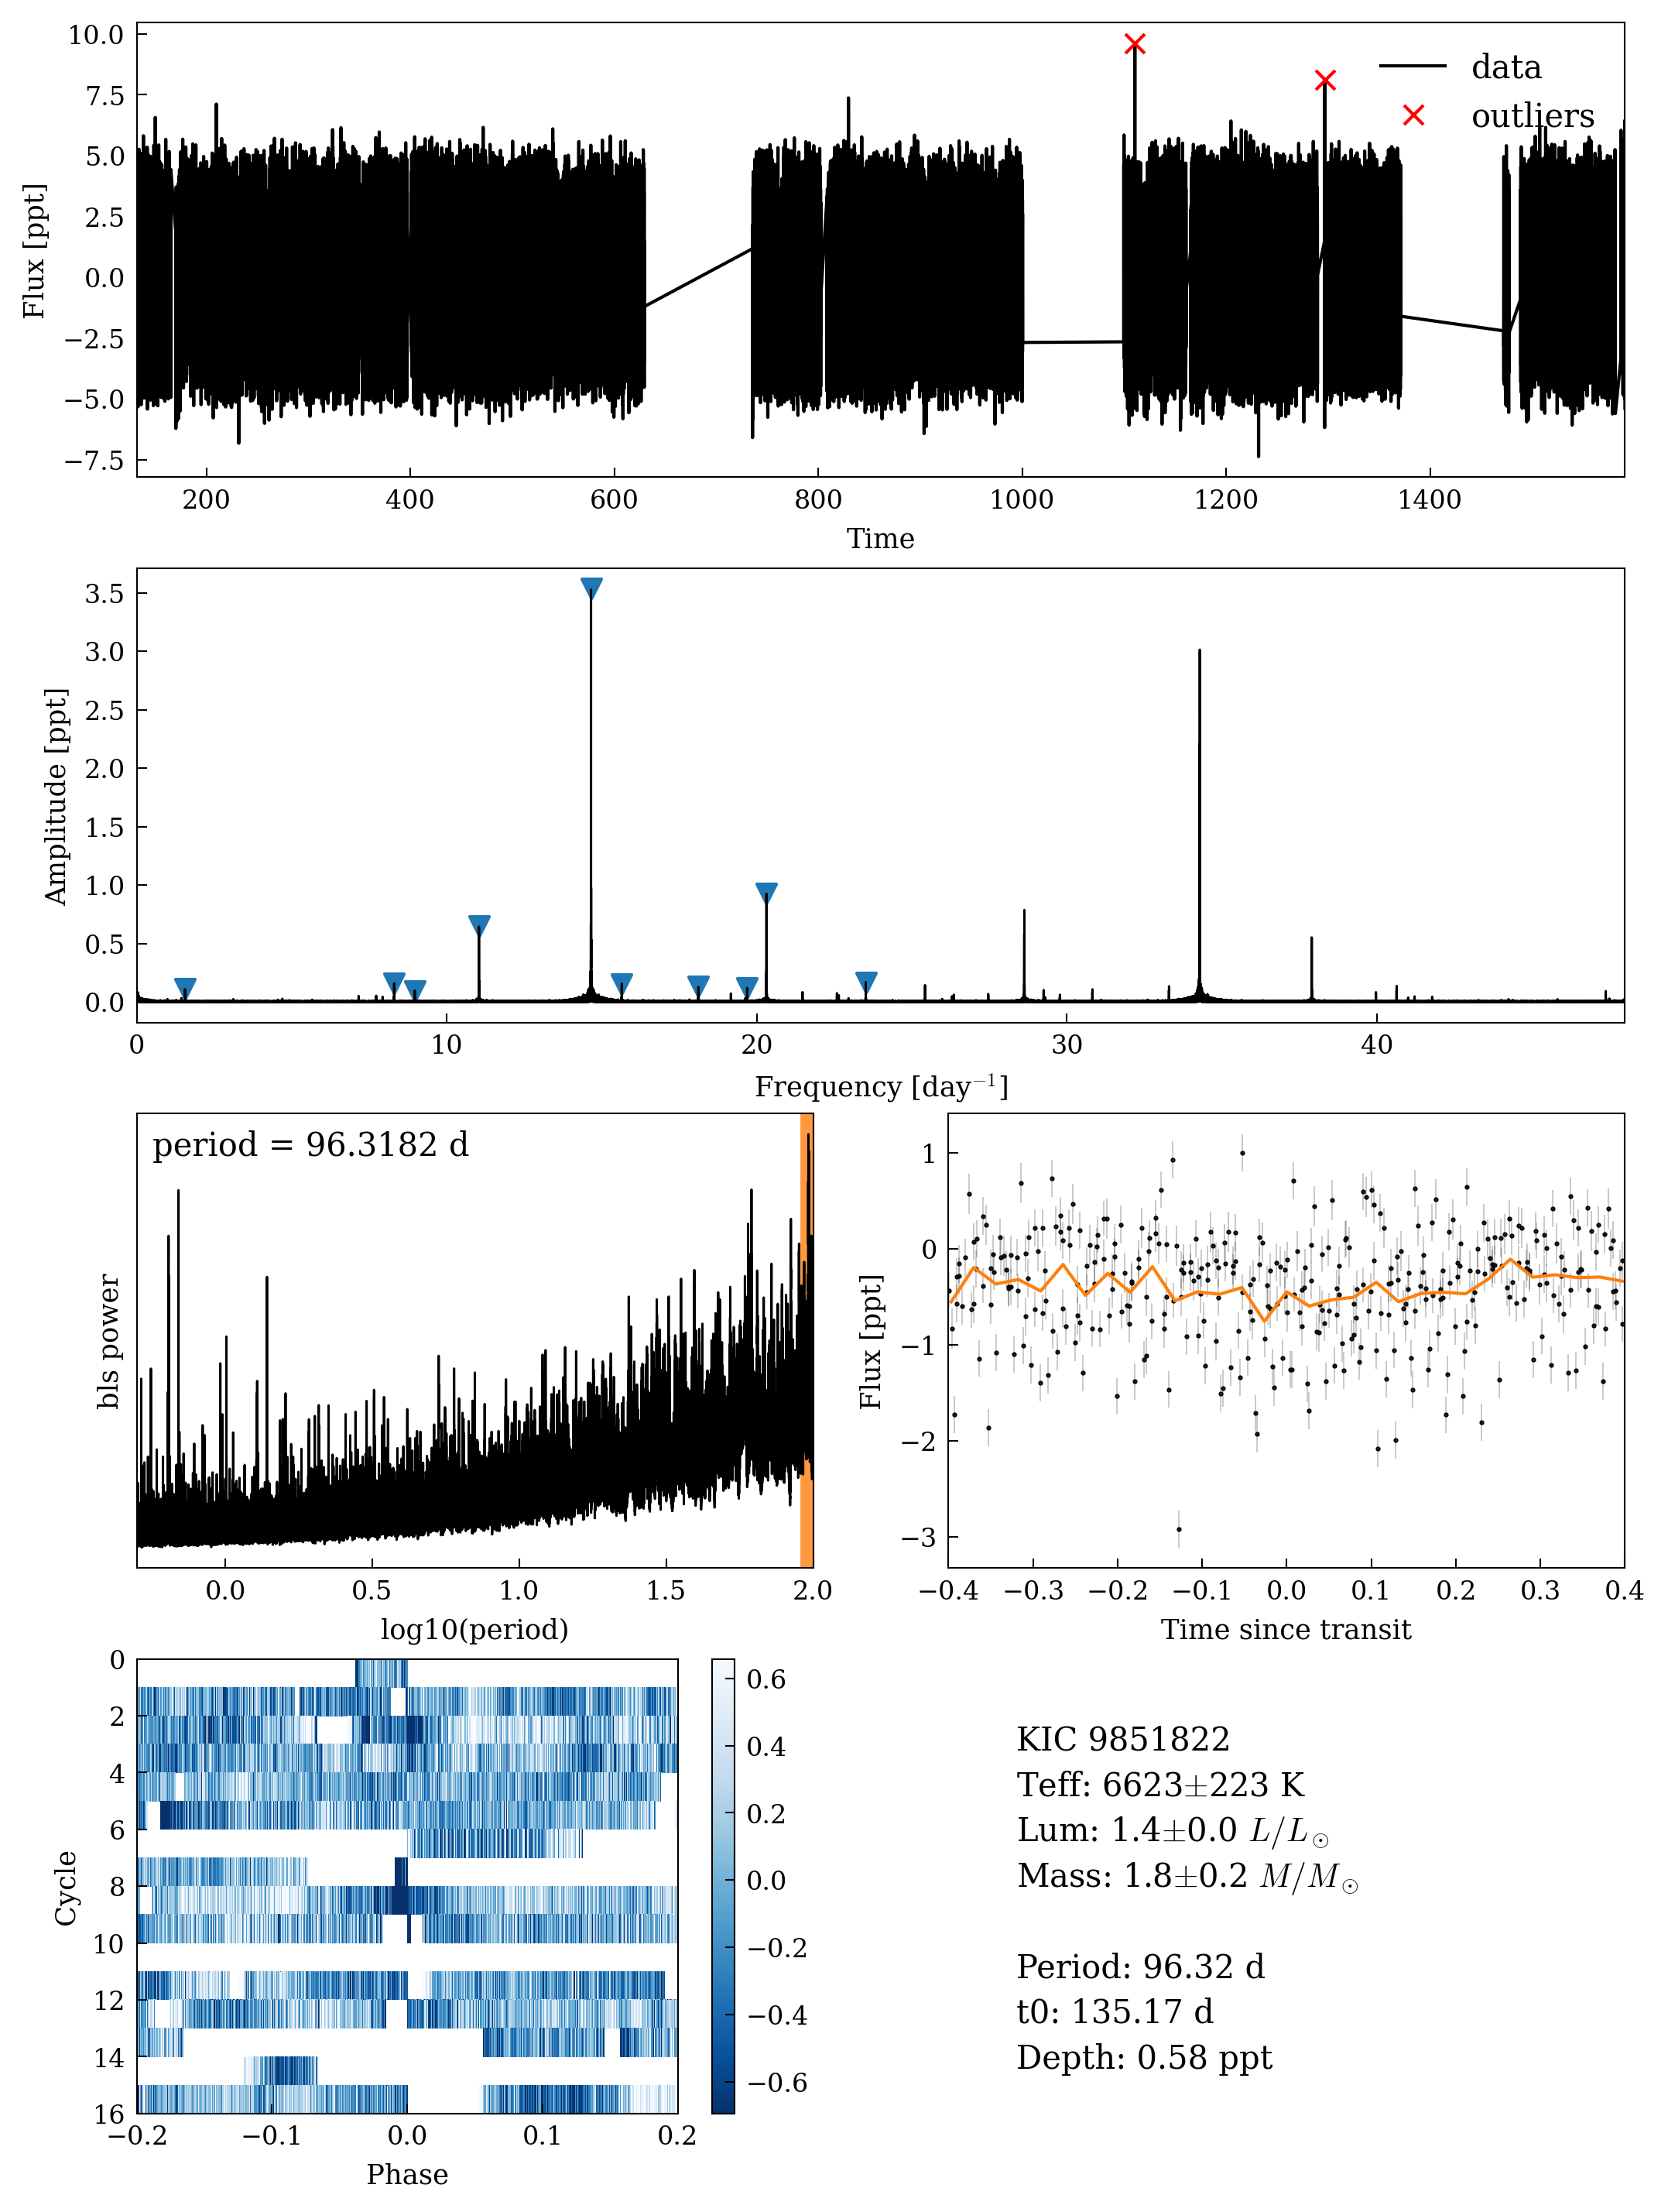 10.0
7.5
5.0
2.5
0.0
−2.5
−5.0
−7.5
Flux [ppt]
data
outliers
200 400 600 800 1000 1200 1400
Time
3.5
3.0
2.5
2.0
1.5
1.0
0.5
0.0
Amplitude [ppt]
0 10 20 30 40
Frequency [day⁻¹]
period = 96.3182 d
bls power
0.0 0.5 1.0 1.5 2.0
log10(period)
1
0
−1
−2
−3
Flux [ppt]
−0.4 −0.3 −0.2 −0.1 0.0 0.1 0.2 0.3 0.4
Time since transit
0
2
4
6
8
10
12
14
16
Cycle
−0.2 −0.1 0.0 0.1 0.2
Phase
0.6
0.4
0.2
0.0
−0.2
−0.4
−0.6
KIC 9851822
Teff: 6623±223 K
Lum: 1.4±0.0 L/L⊙
Mass: 1.8±0.2 M/M⊙
Period: 96.32 d
t0: 135.17 d
Depth: 0.58 ppt